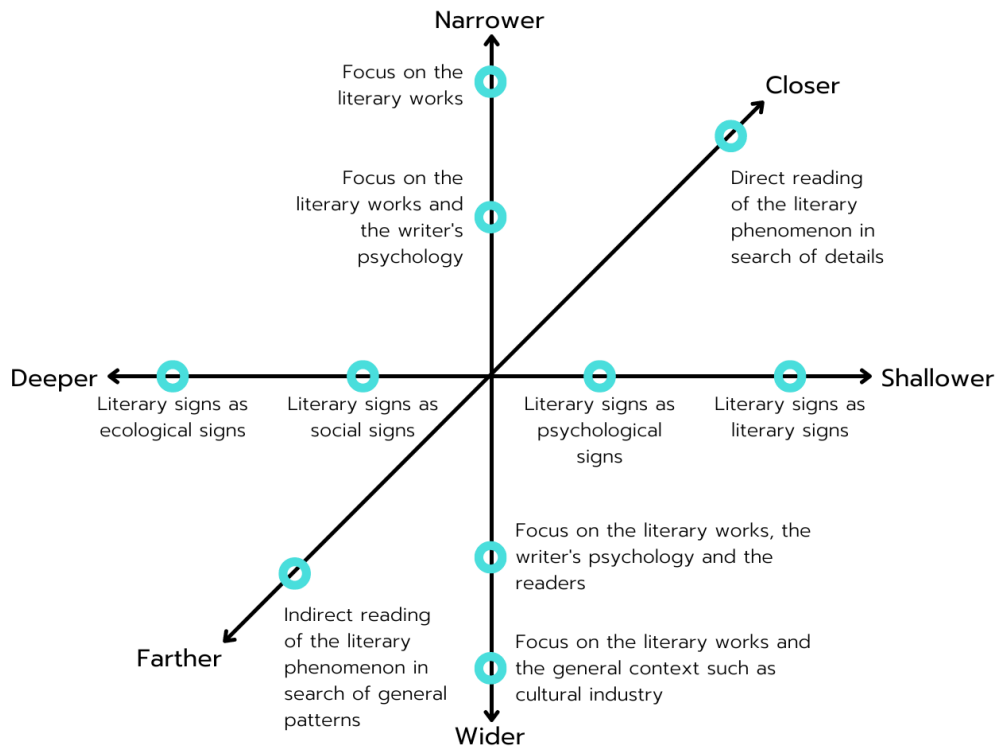 Narrower
Focus on the
literary works
Closer
Focus on the
literary works and
the writer's
psychology
Direct reading
of the literary
phenomenon in
search of details
Deeper
Shallower
Literary signs as
ecological signs
Literary signs as
social signs
Literary signs as
psychological
signs
Literary signs as
literary signs
Focus on the literary works, the
writer's psychology and the
readers
Indirect reading
of the literary
phenomenon in
search of general
patterns
Farther
Focus on the literary works and
the general context such as
cultural industry
Wider